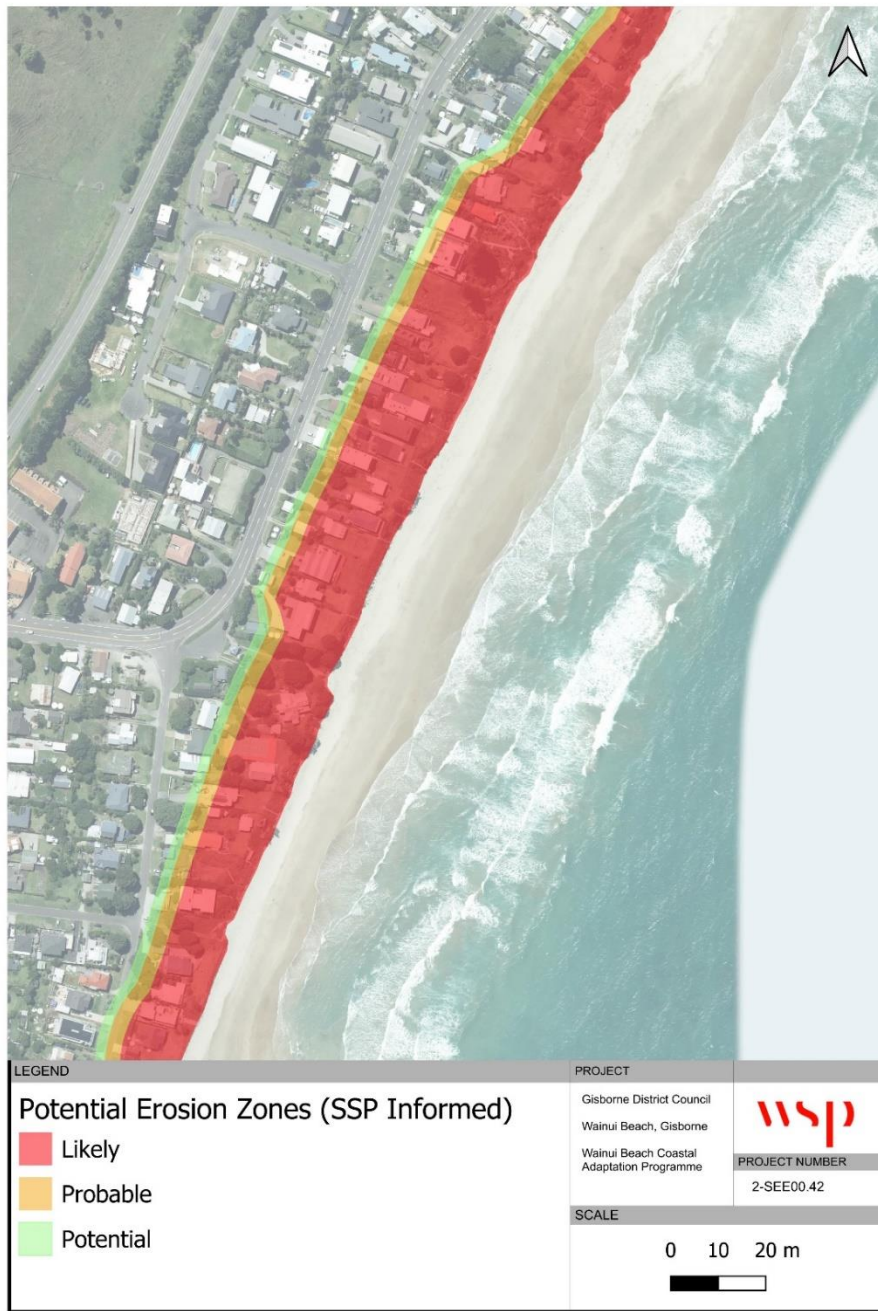 LEGEND
Potential Erosion Zones (SSP Informed)
Likely
Probable
Potential
PROJECT
Gisborne District Council
Wainui Beach, Gisborne
Wainui Beach Coastal
Adaptation Programme
wsp
PROJECT NUMBER
2-SEE00.42
SCALE
0 10 20 m